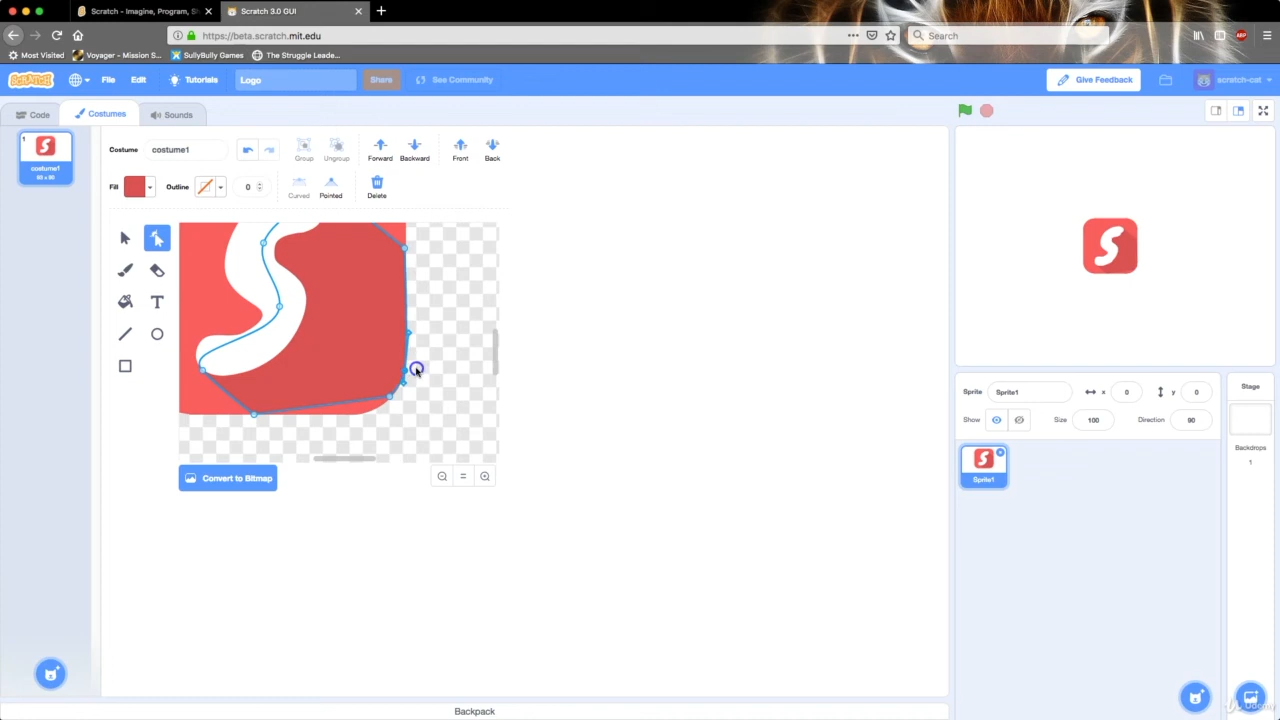 Scratch - Imagine, Program, S
Scratch 3.0 GUI
https://beta.scratch.mit.edu
Search
Most Visited
Voyager - Mission S...
SullyBully Games
The Struggle Leade...
SCRATCH
File
Edit
Tutorials
Logo
Share
See Community
Give Feedback
scratch-cat
Code
Costumes
Sounds
1
costume1
Costume
costume1
Group
Ungroup
Forward
Backward
Front
Back
Fill
Outline
0
Curved
Pointed
Delete
T
Convert to Bitmap
Sprite
Sprite1
x
0
y
0
Show
Size
100
Direction
90
Stage
Backdrops
1
Sprite1
Backpack
Udemy